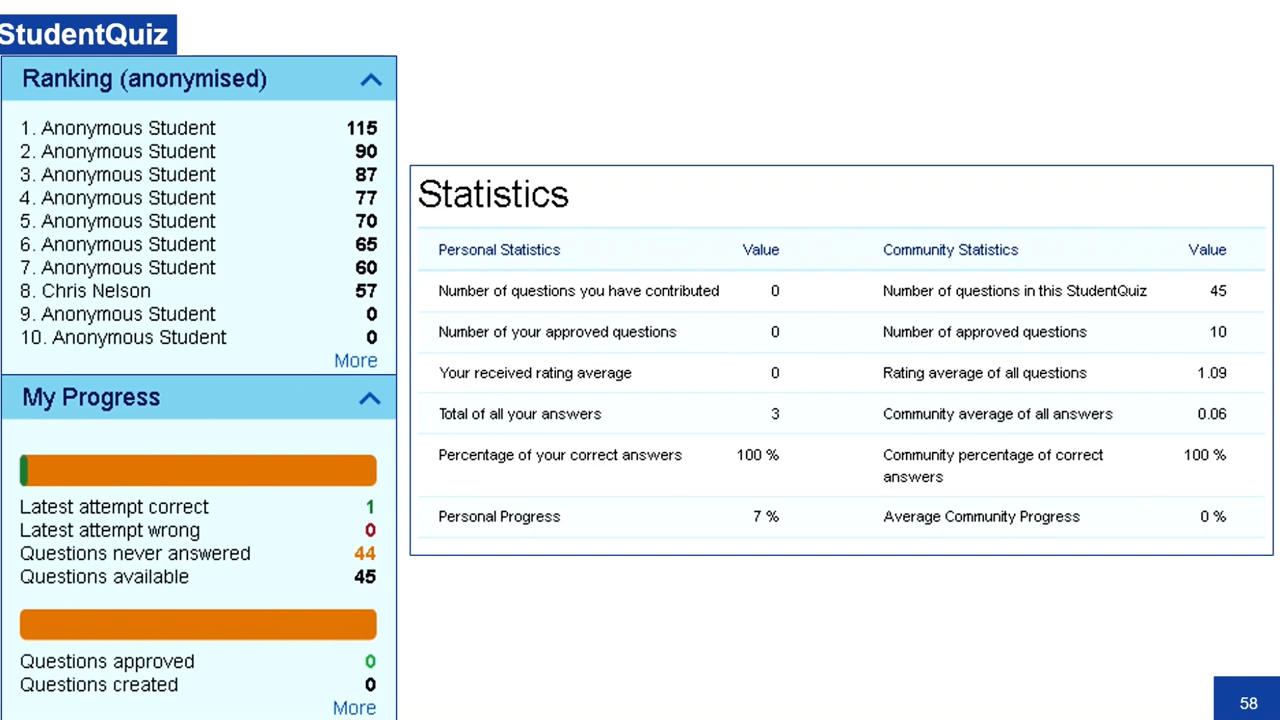 StudentQuiz
Ranking (anonymised)
1. Anonymous Student 115
2. Anonymous Student 90
3. Anonymous Student 87
4. Anonymous Student 77
5. Anonymous Student 70
6. Anonymous Student 65
7. Anonymous Student 60
8. Chris Nelson 57
9. Anonymous Student 0
10. Anonymous Student 0
More
My Progress
Latest attempt correct 1
Latest attempt wrong 0
Questions never answered 44
Questions available 45
Questions approved 0
Questions created 0
More
Statistics
Personal Statistics Value Community Statistics Value
Number of questions you have contributed 0 Number of questions in this StudentQuiz 45
Number of your approved questions 0 Number of approved questions 10
Your received rating average 0 Rating average of all questions 1.09
Total of all your answers 3 Community average of all answers 0.06
Percentage of your correct answers 100 % Community percentage of correct 100 %
answers
Personal Progress 7 % Average Community Progress 0 %
58